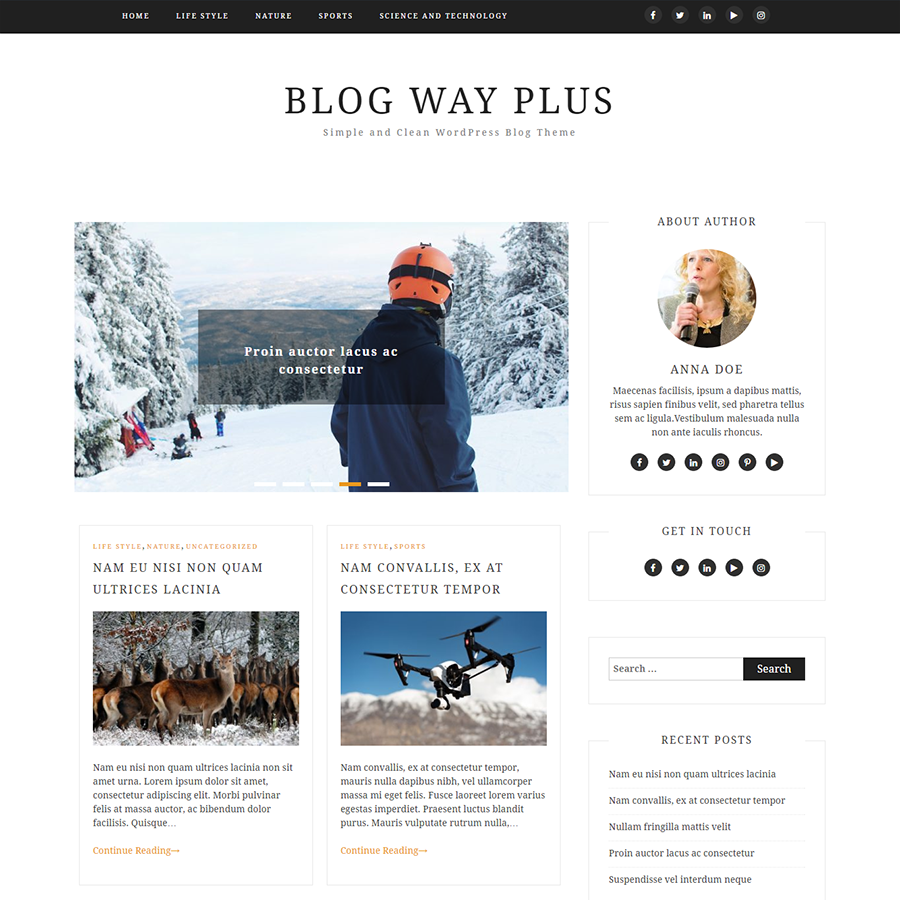 HOME LIFE STYLE NATURE SPORTS SCIENCE AND TECHNOLOGY
BLOG WAY PLUS
Simple and Clean WordPress Blog Theme
Proin auctor lacus ac
consectetur
LIFE STYLE, NATURE, UNCATEGORIZED
NAM EU NISI NON QUAM
ULTRICES LACINIA
Nam eu nisi non quam ultrices lacinia non sit
amet urna. Lorem ipsum dolor sit amet,
consectetur adipiscing elit. Morbi pulvinar
felis at massa auctor, ac bibendum dolor
facilisis. Quisque…
Continue Reading→
LIFE STYLE, SPORTS
NAM CONVALLIS, EX AT
CONSECTETUR TEMPOR
Nam convallis, ex at consectetur tempor,
mauris nulla dapibus nibh, vel ullamcorper
massa mi eget felis. Fusce laoreet lorem varius
egestas imperdiet. Praesent luctus blandit
purus. Mauris vulputate rutrum nulla,…
Continue Reading→
ABOUT AUTHOR
ANNA DOE
Maecenas facilisis, ipsum a dapibus mattis,
risus sapien finibus velit, sed pharetra tellus
sem ac ligula.Vestibulum malesuada nulla
non ante iaculis rhoncus.
GET IN TOUCH
Search …
Search
RECENT POSTS
Nam eu nisi non quam ultrices lacinia
Nam convallis, ex at consectetur tempor
Nullam fringilla mattis velit
Proin auctor lacus ac consectetur
Suspendisse vel interdum neque